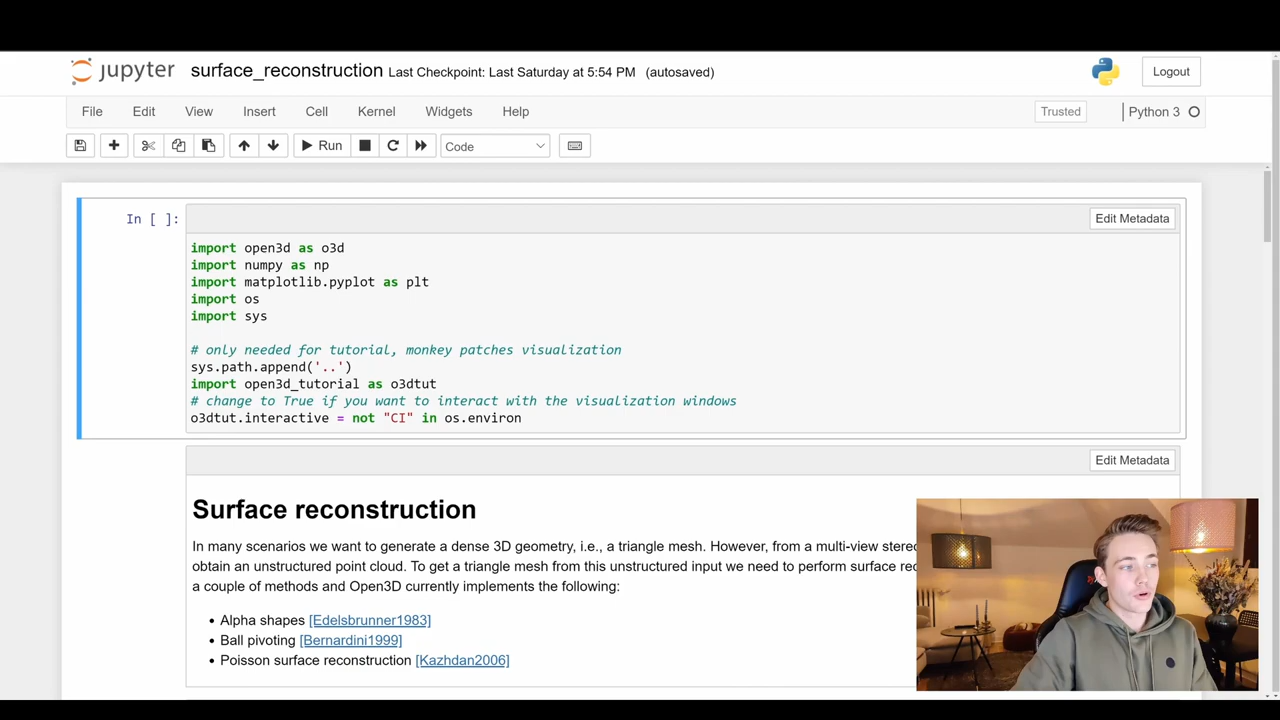 jupyter surface_reconstruction Last Checkpoint: Last Saturday at 5:54 PM (autosaved) Logout
File Edit View Insert Cell Kernel Widgets Help Trusted Python 3
Run Code
In [ ]: Edit Metadata
import open3d as o3d
import numpy as np
import matplotlib.pyplot as plt
import os
import sys
# only needed for tutorial, monkey patches visualization
sys.path.append('..')
import open3d_tutorial as o3dtut
# change to True if you want to interact with the visualization windows
o3dtut.interactive = not "CI" in os.environ
Edit Metadata
Surface reconstruction
In many scenarios we want to generate a dense 3D geometry, i.e., a triangle mesh. However, from a multi-view
obtain an unstructured point cloud. To get a triangle mesh from this unstructured input we need to perform surface
a couple of methods and Open3D currently implements the following:
• Alpha shapes [Edelsbrunner1983]
• Ball pivoting [Bernardini1999]
• Poisson surface reconstruction [Kazhdan2006]